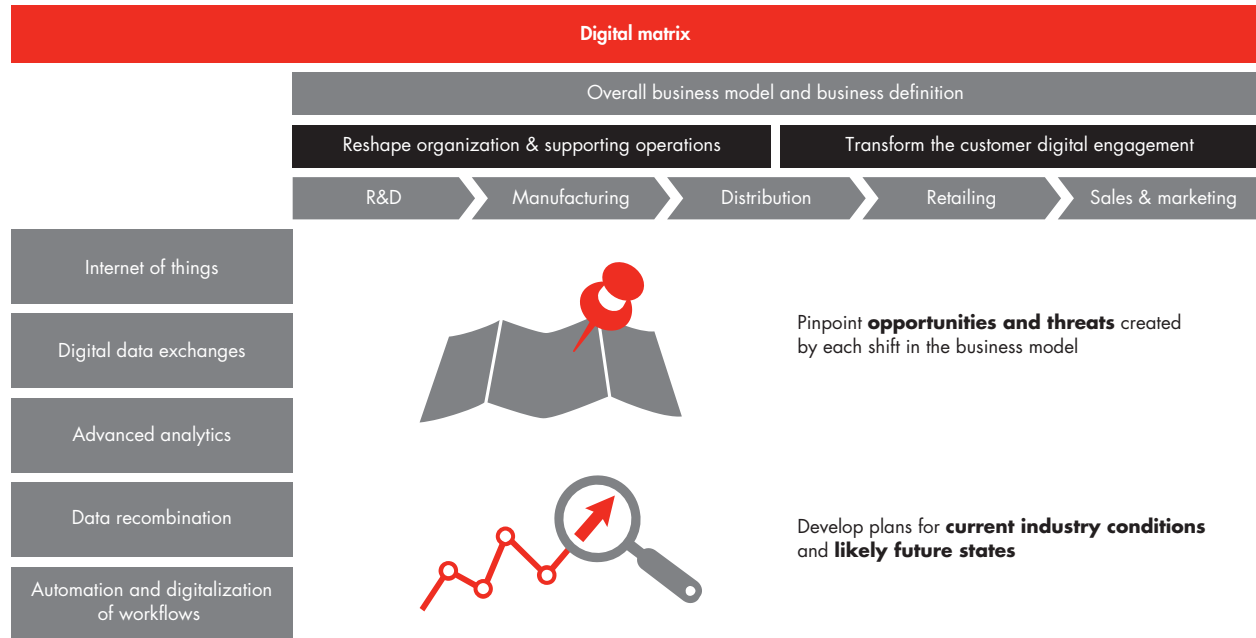 Digital matrix
Overall business model and business definition
Reshape organization & supporting operations
Transform the customer digital engagement
R&D
Manufacturing
Distribution
Retailing
Sales & marketing
Internet of things
Digital data exchanges
Advanced analytics
Data recombination
Automation and digitalization
of workflows
Pinpoint opportunities and threats created
by each shift in the business model
Develop plans for current industry conditions
and likely future states